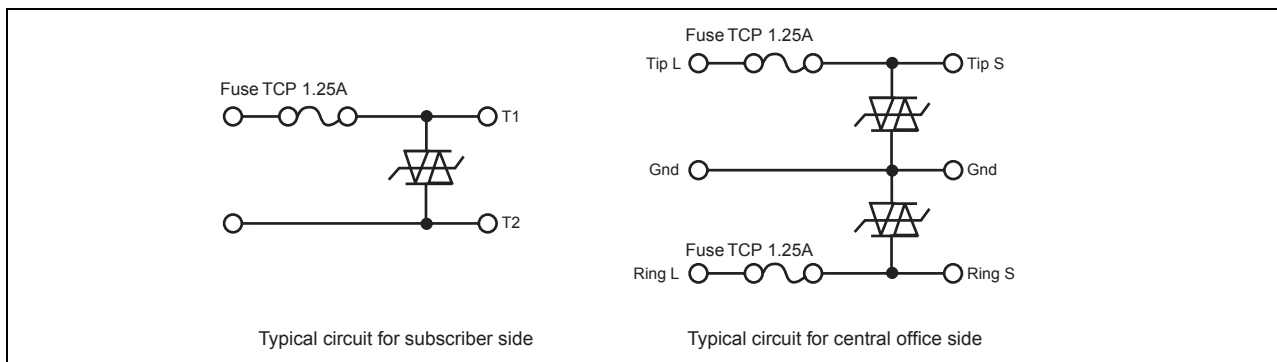 Fuse TCP 1.25A
T1
T2
Typical circuit for subscriber side
Fuse TCP 1.25A
Tip L
Tip S
Gnd
Gnd
Fuse TCP 1.25A
Ring L
Ring S
Typical circuit for central office side